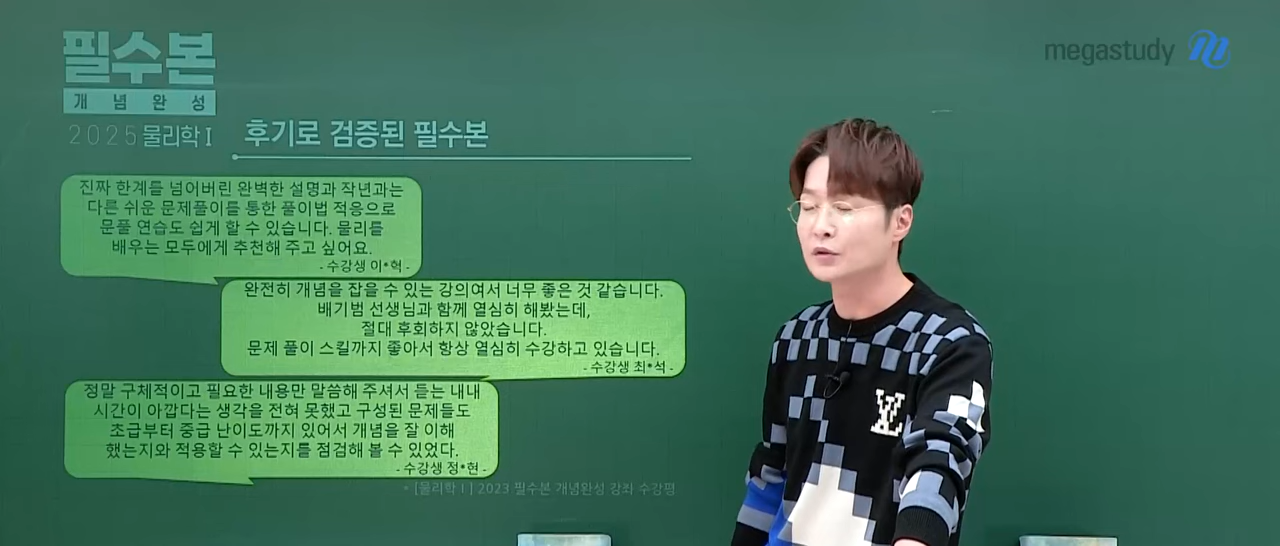 필수본
개념완성
2025 물리학 I
megastudy
후기로 검증된 필수본
진짜 한계를 넘어버린 완벽한 설명과 작년과는
다른 쉬운 문제풀이를 통한 풀이법 적응으로
문풀 연습도 쉽게 할 수 있습니다. 물리를
배우는 모두에게 추천해 주고 싶어요.
- 수강생 이*혁 -
완전히 개념을 잡을 수 있는 강의여서 너무 좋은 것 같습니다.
배기범 선생님과 함께 열심히 해봤는데,
절대 후회하지 않았습니다.
문제 풀이 스킬까지 좋아서 항상 열심히 수강하고 있습니다.
- 수강생 최*석 -
정말 구체적이고 필요한 내용만 말씀해 주셔서 듣는 내내
시간이 아깝다는 생각을 전혀 못했고 구성된 문제들도
초급부터 중급 난이도까지 있어서 개념을 잘 이해
했는지와 적용할 수 있는지를 점검해 볼 수 있었다.
- 수강생 정*현 -
* [물리학 I] 2023 필수본 개념완성 강좌 수강평